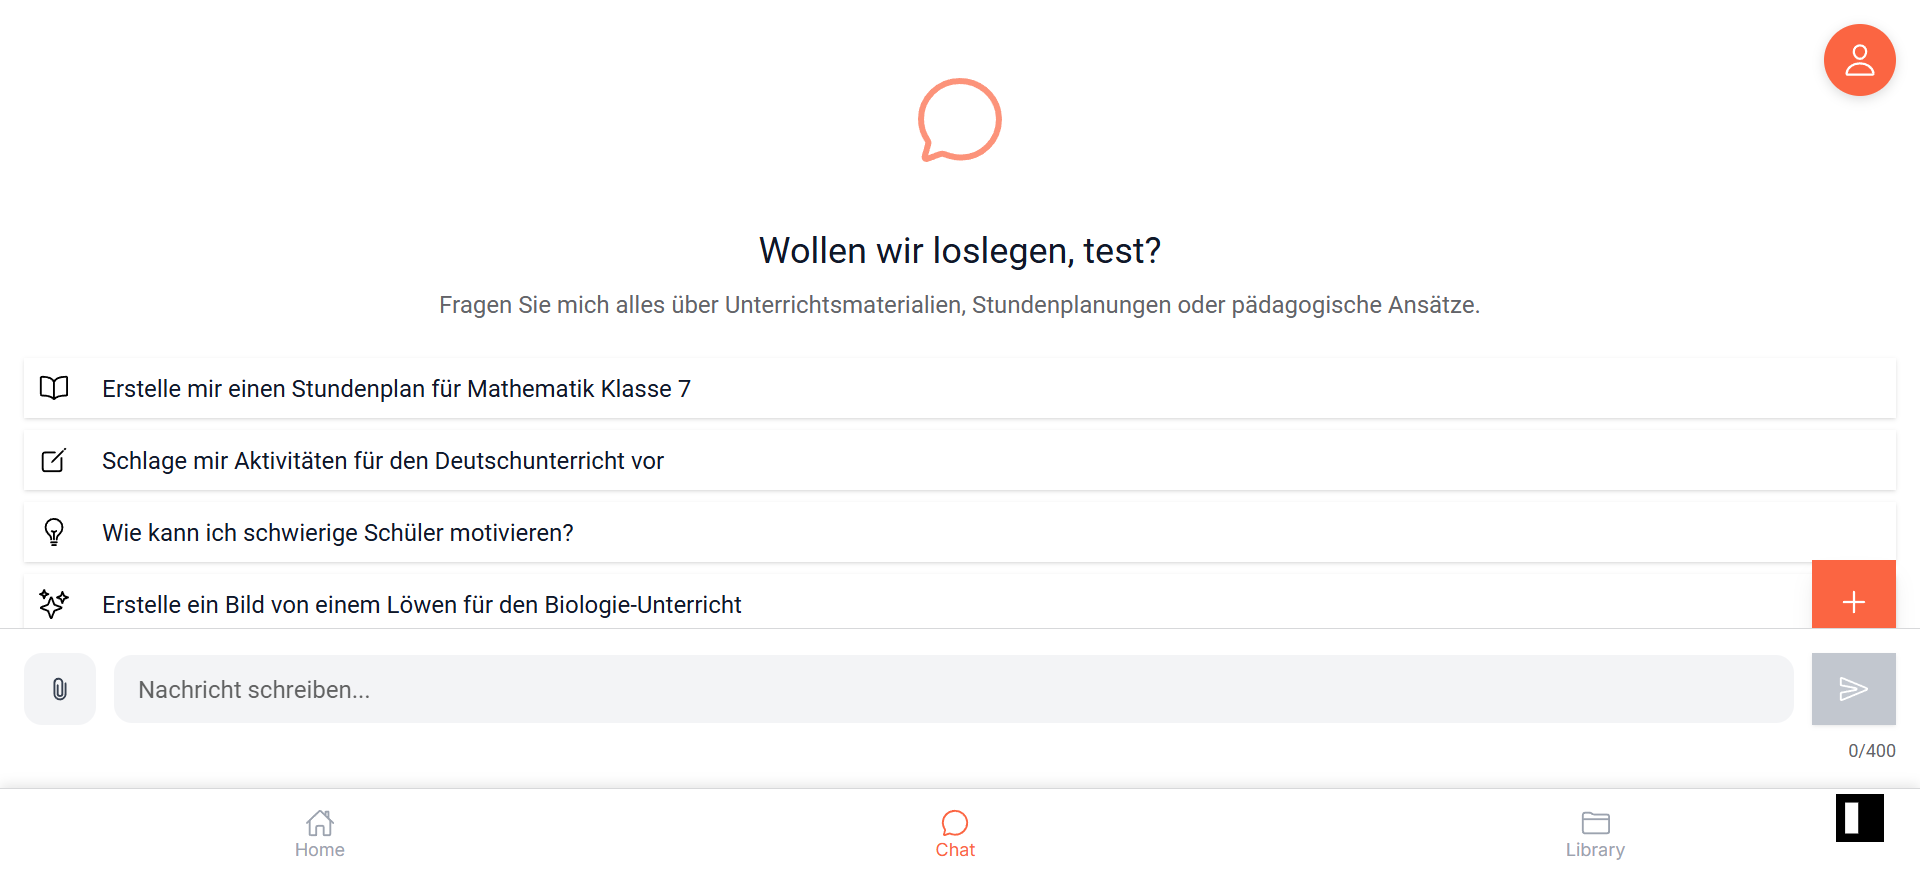 Wollen wir loslegen, test?
Fragen Sie mich alles über Unterrichtsmaterialien, Stundenplanungen oder pädagogische Ansätze.
Erstelle mir einen Stundenplan für Mathematik Klasse 7
Schlage mir Aktivitäten für den Deutschunterricht vor
Wie kann ich schwierige Schüler motivieren?
Erstelle ein Bild von einem Löwen für den Biologie-Unterricht
Nachricht schreiben...
0/400
Home
Chat
Library